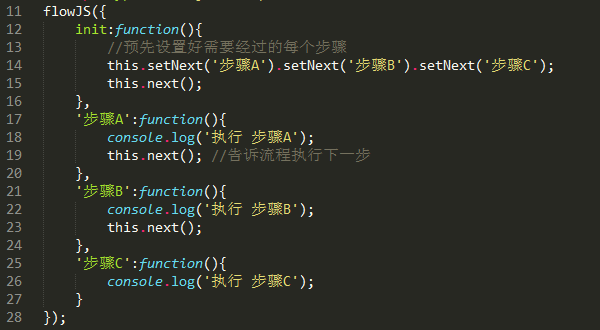 11 flowJS({
12     init:function(){
13         //预先设置好需要经过的每个步骤
14         this.setNext('步骤A').setNext('步骤B').setNext('步骤C');
15         this.next();
16     },
17     '步骤A':function(){
18         console.log('执行 步骤A');
19         this.next(); //告诉流程执行下一步
20     },
21     '步骤B':function(){
22         console.log('执行 步骤B');
23         this.next();
24     },
25     '步骤C':function(){
26         console.log('执行 步骤C');
27     }
28 });